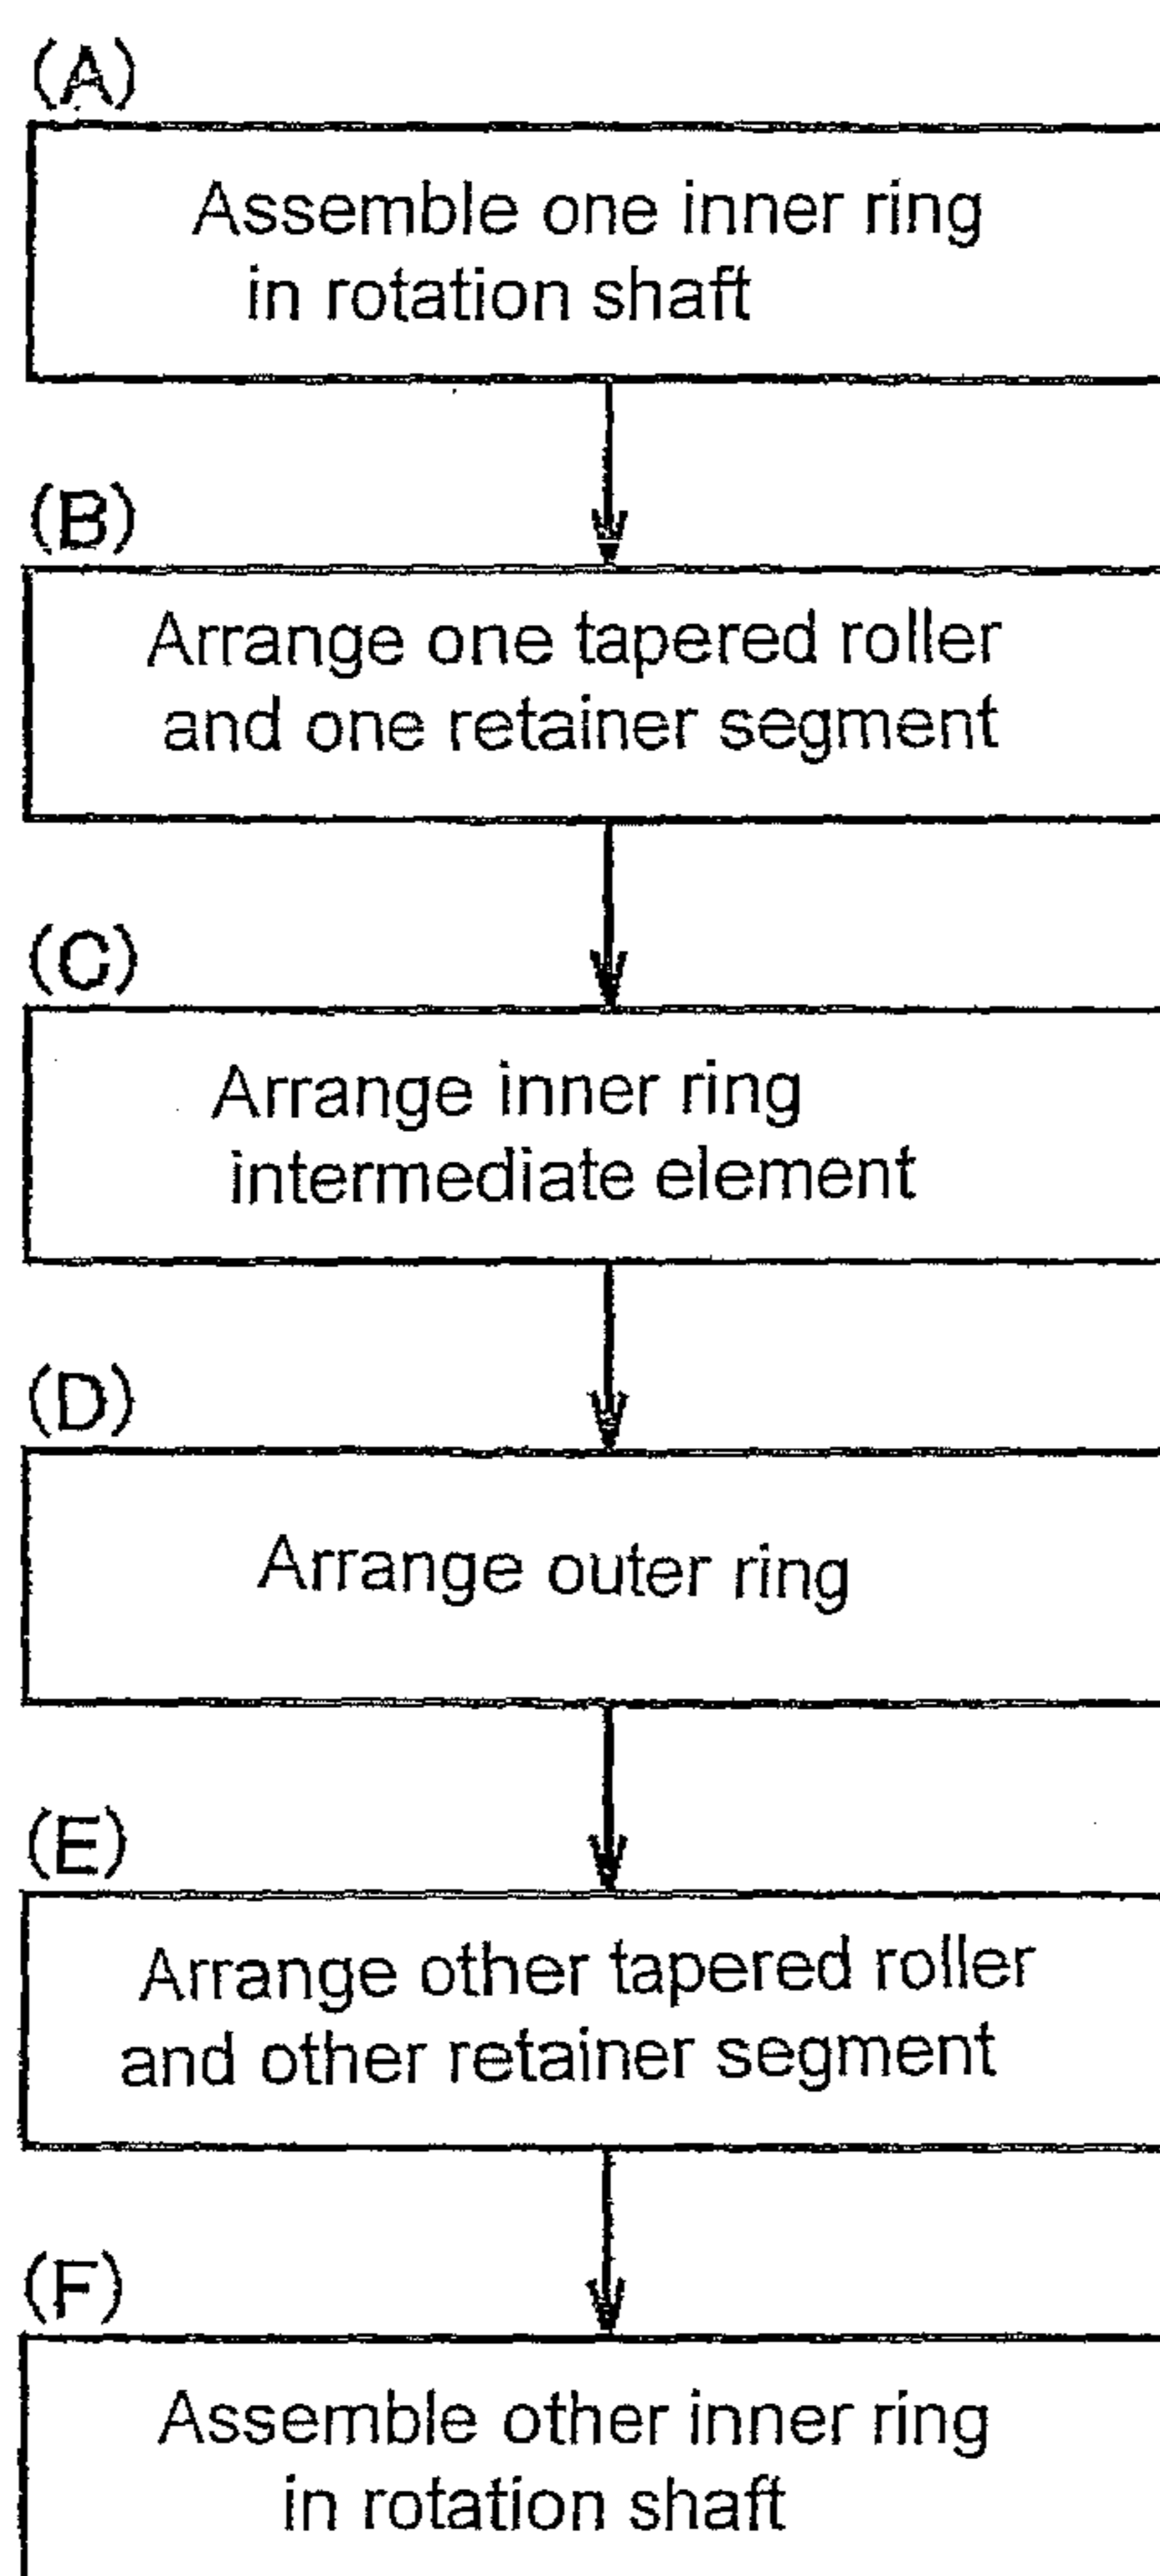 (A)
Assemble one inner ring
in rotation shaft
(B)
Arrange one tapered roller
and one retainer segment
(C)
Arrange inner ring
intermediate element
(D)
Arrange outer ring
(E)
Arrange other tapered roller
and other retainer segment
(F)
Assemble other inner ring
in rotation shaft